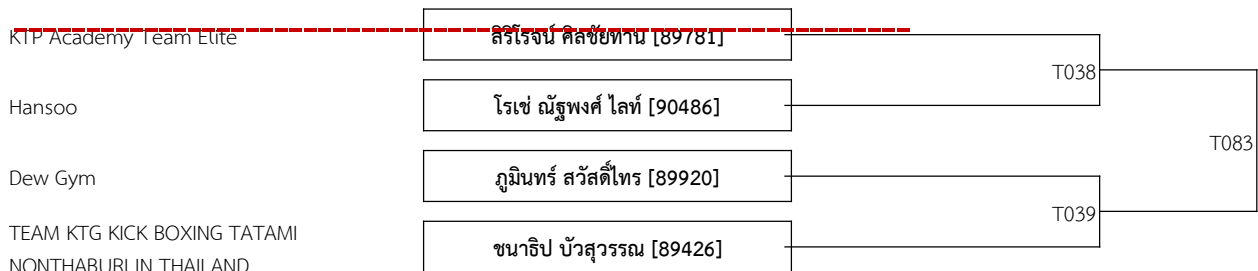 KTP Academy Team Elite
สิริโรจน์ ศิลชัยทาน [89781]
T038
Hansoo
โรเช่ ณัฐพงศ์ ไลท์ [90486]
T083
Dew Gym
ภูมินทร์ สวัสดิ์ไทร [89920]
T039
TEAM KTG KICK BOXING TATAMI
NONTHABURI IN THAILAND
ชนาธิป บัวสุวรรณ [89426]